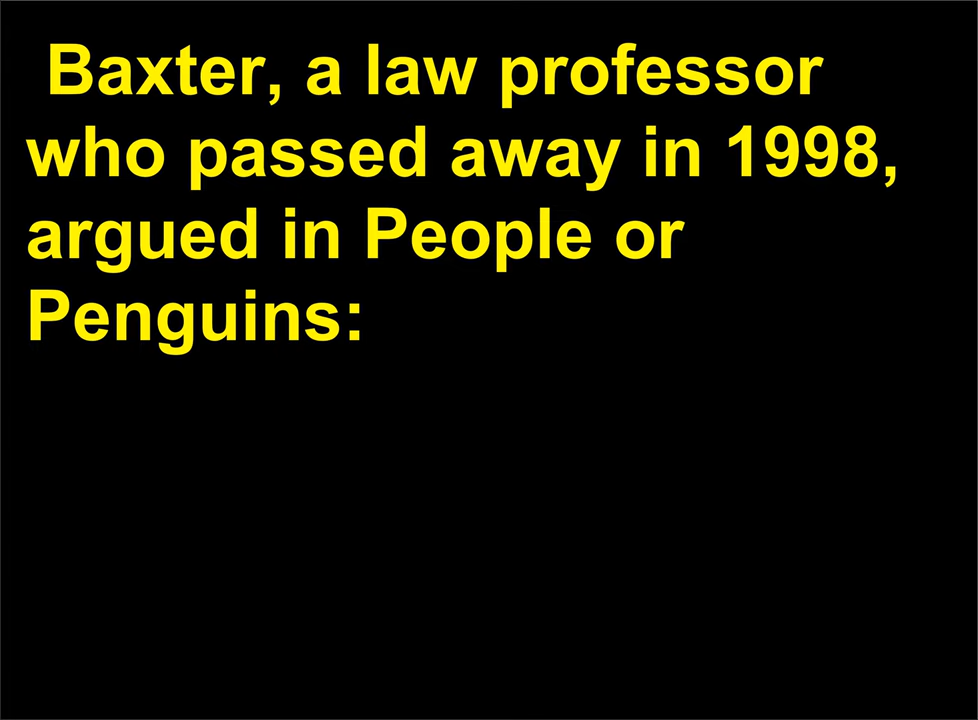 Baxter, a law professor
who passed away in 1998,
argued in People or
Penguins: